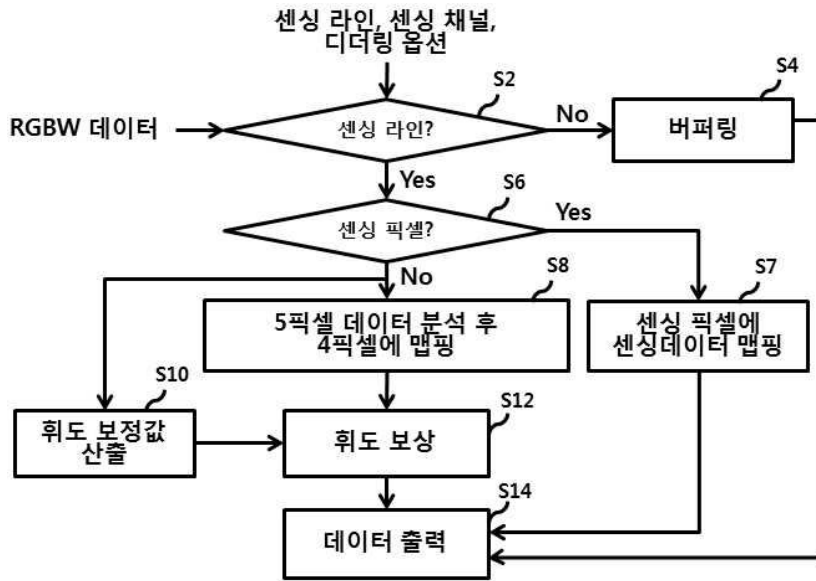 센싱 라인, 센싱 채널,
디더링 옵션
S2
S4
RGBW 데이터
센싱 라인?
No
버퍼링
Yes
S6
센싱 픽셀?
Yes
No
S8
S7
5픽셀 데이터 분석 후
4픽셀에 맵핑
센싱 픽셀에
센싱데이터 맵핑
S10
S12
휘도 보정값
산출
휘도 보상
S14
데이터 출력